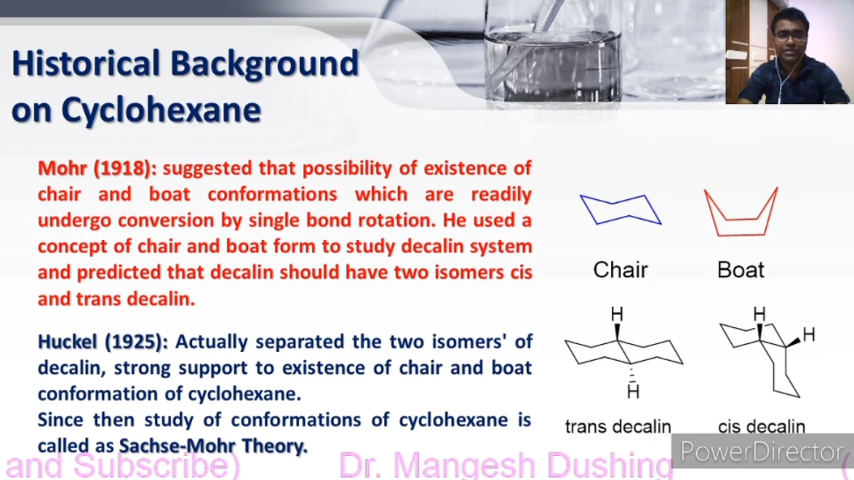 Historical Background
on Cyclohexane
Mohr (1918): suggested that possibility of existence of
chair and boat conformations which are readily
undergo conversion by single bond rotation. He used a
concept of chair and boat form to study decalin system
and predicted that decalin should have two isomers cis
and trans decalin.
Huckel (1925): Actually separated the two isomers' of
decalin, strong support to existence of chair and boat
conformation of cyclohexane.
Since then study of conformations of cyclohexane is
called as Sachse-Mohr Theory.
Chair Boat
H H H
H
trans decalin cis decalin
PowerDirector
and Subscribe) Dr. Mangesh Dushing (